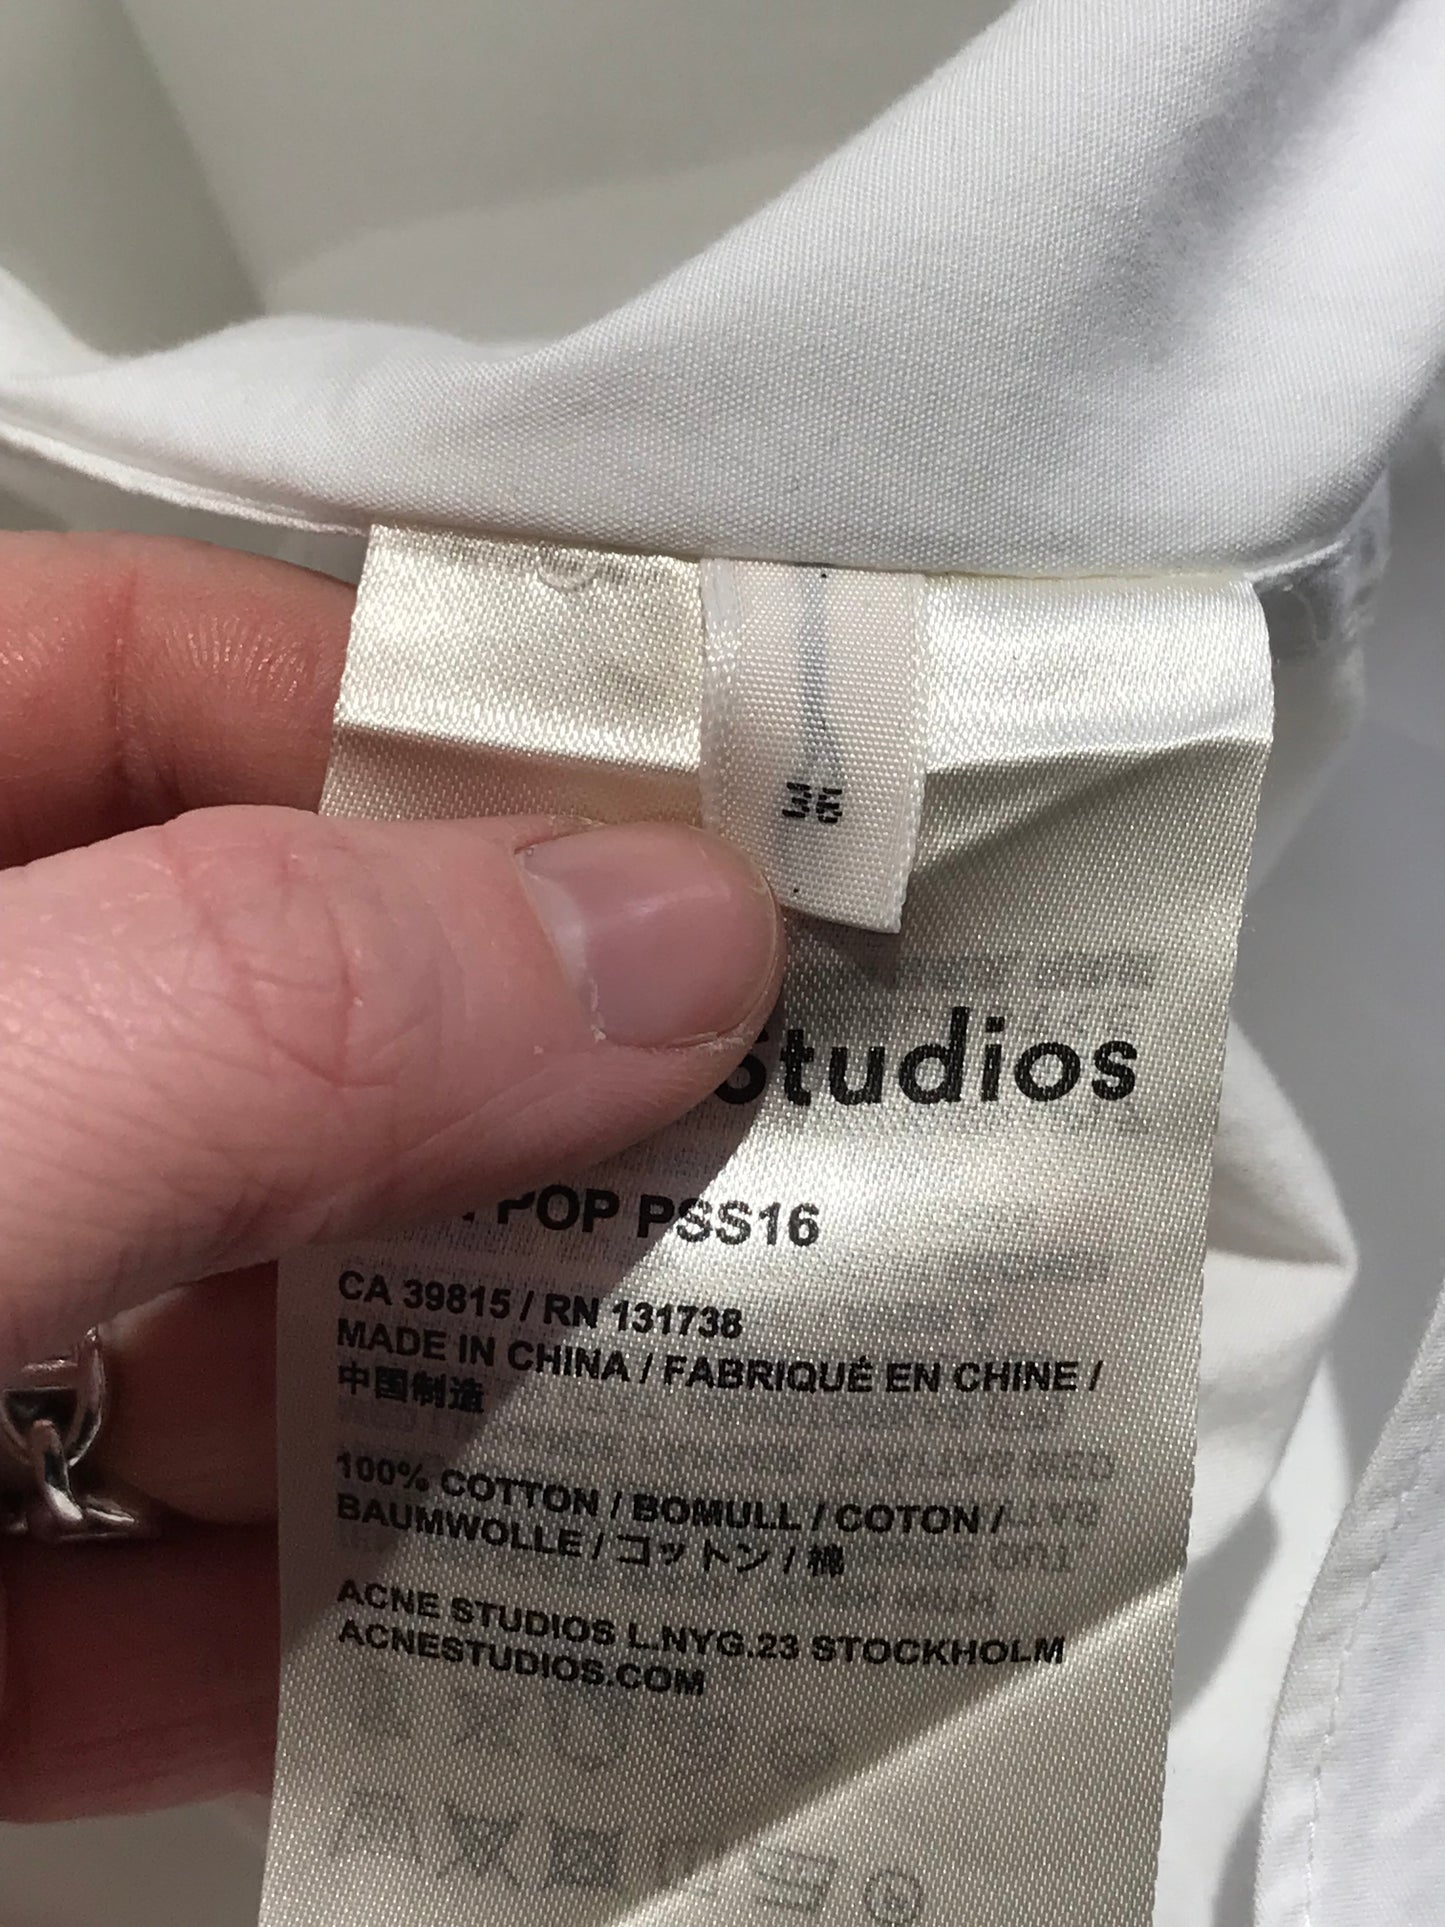 36
Studios
POP PSS16
CA 39815 / RN 131738
MADE IN CHINA / FABRIQUÉ EN CHINE /
中国制造
100% COTTON / BOMULL / COTON /
BAUMWOLLE / コットン / 棉
ACNE STUDIOS L.NYG.23 STOCKHOLM
ACNESTUDIOS.COM